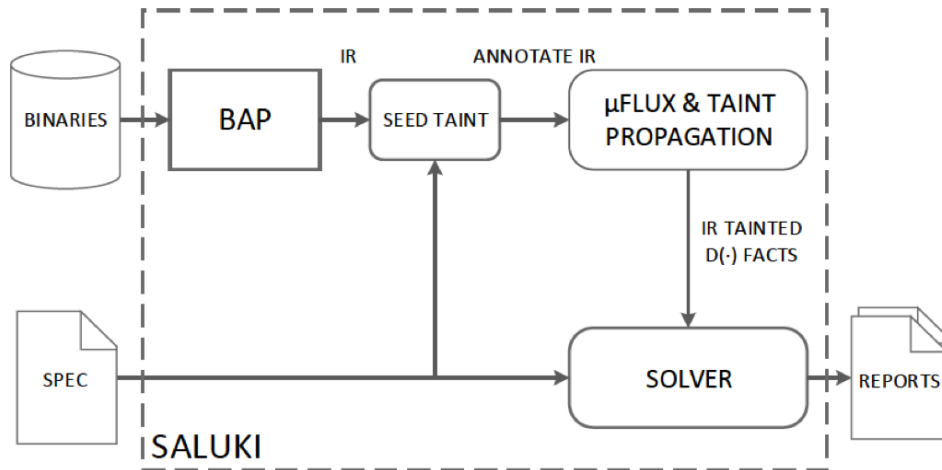 IR
ANNOTATE IR
BINARIES
BAP
SEED TAINT
μFLUX & TAINT
PROPAGATION
IR TAINTED
D(·) FACTS
SPEC
SOLVER
REPORTS
SALUKI